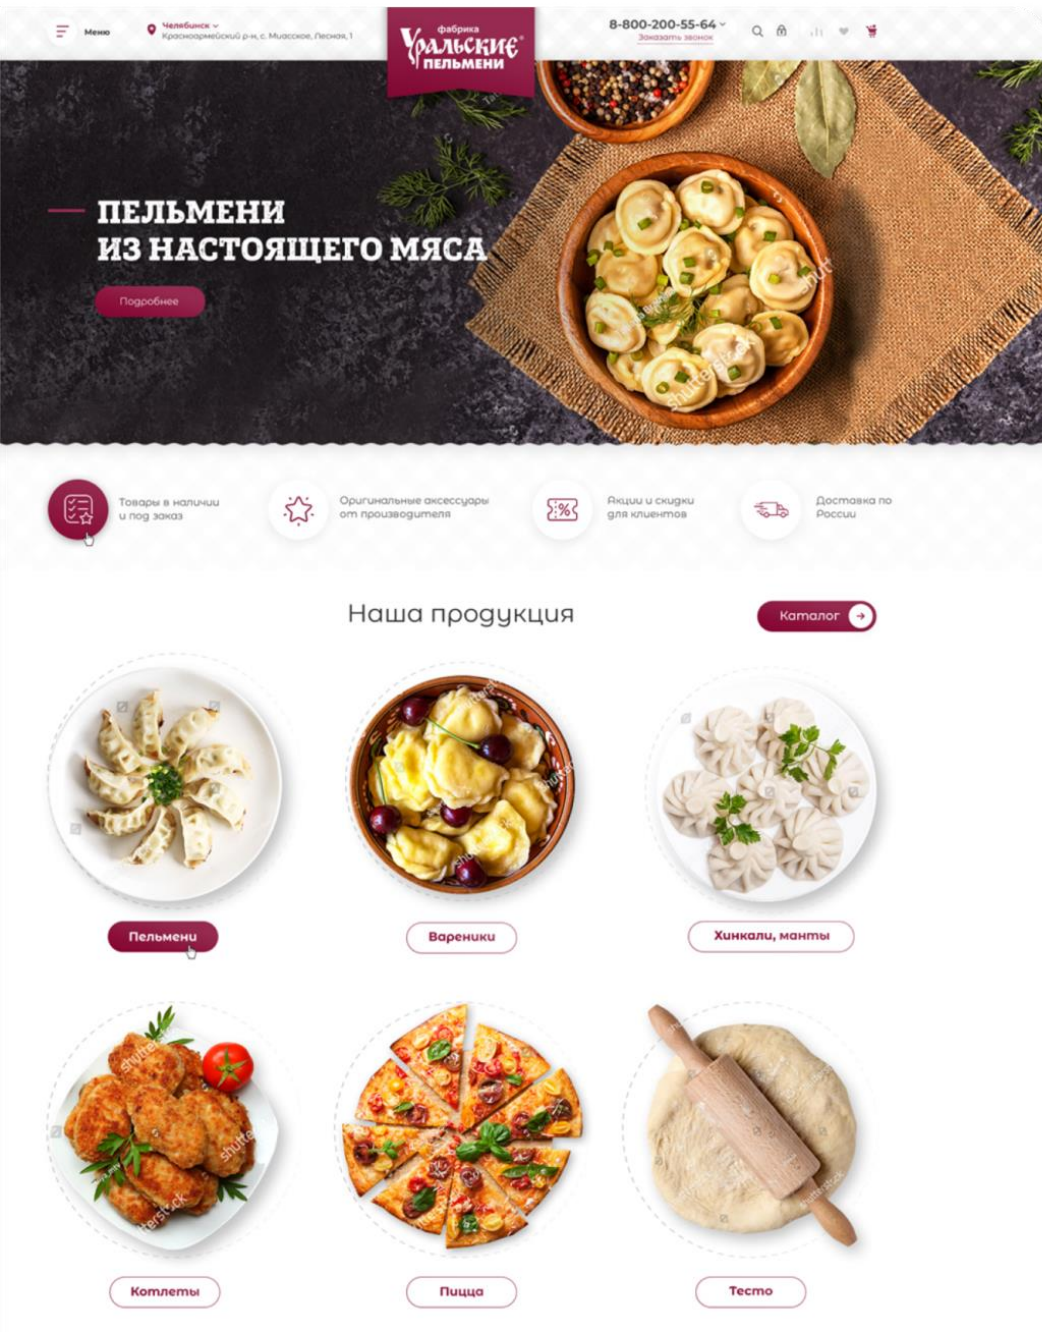 Меню
Челябинск
Красноармейский р-н, с. Миасское, Лесная, 1
фабрика
Уральские®
ПЕЛЬМЕНИ
8-800-200-55-64
Заказать звонок
ПЕЛЬМЕНИ
ИЗ НАСТОЯЩЕГО МЯСА
Подробнее
Товары в наличии
и под заказ
Оригинальные аксессуары
от производителя
%
Акции и скидки
для клиентов
Доставка по
России
Наша продукция
Каталог
Пельмени
Вареники
Хинкали, манты
Котлеты
Пицца
Тесто